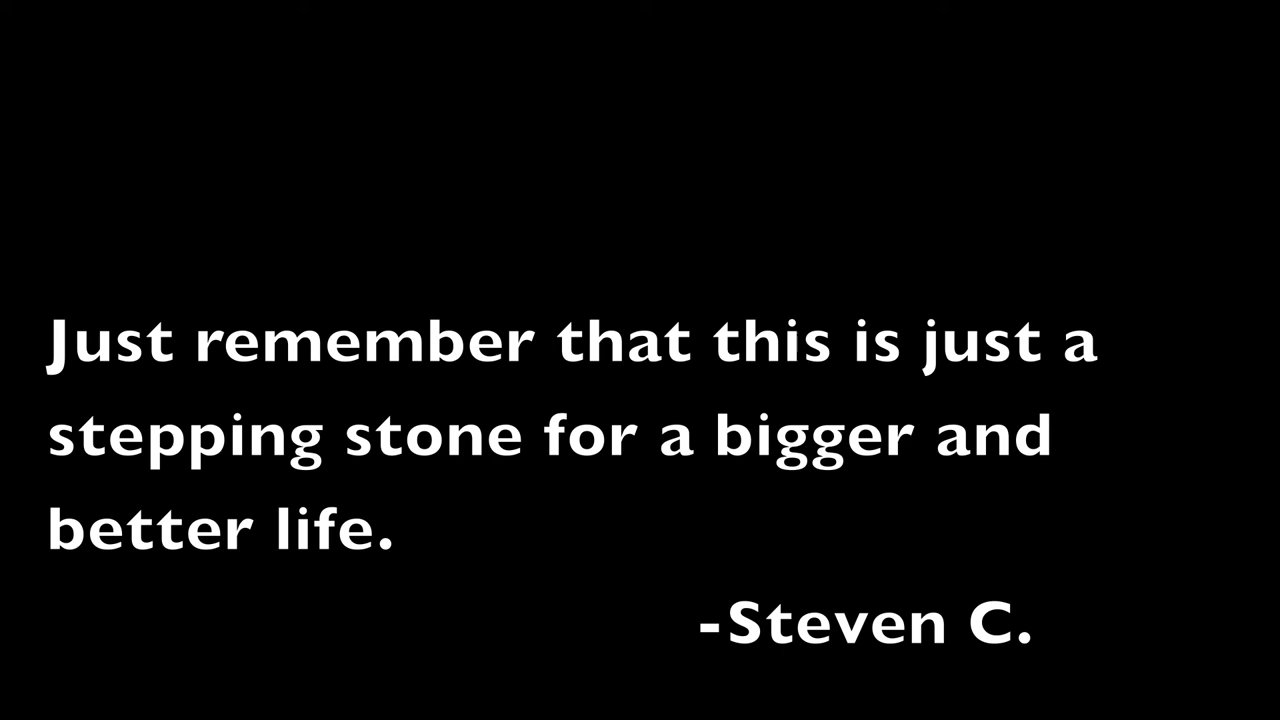 Just remember that this is just a
stepping stone for a bigger and
better life.
-Steven C.